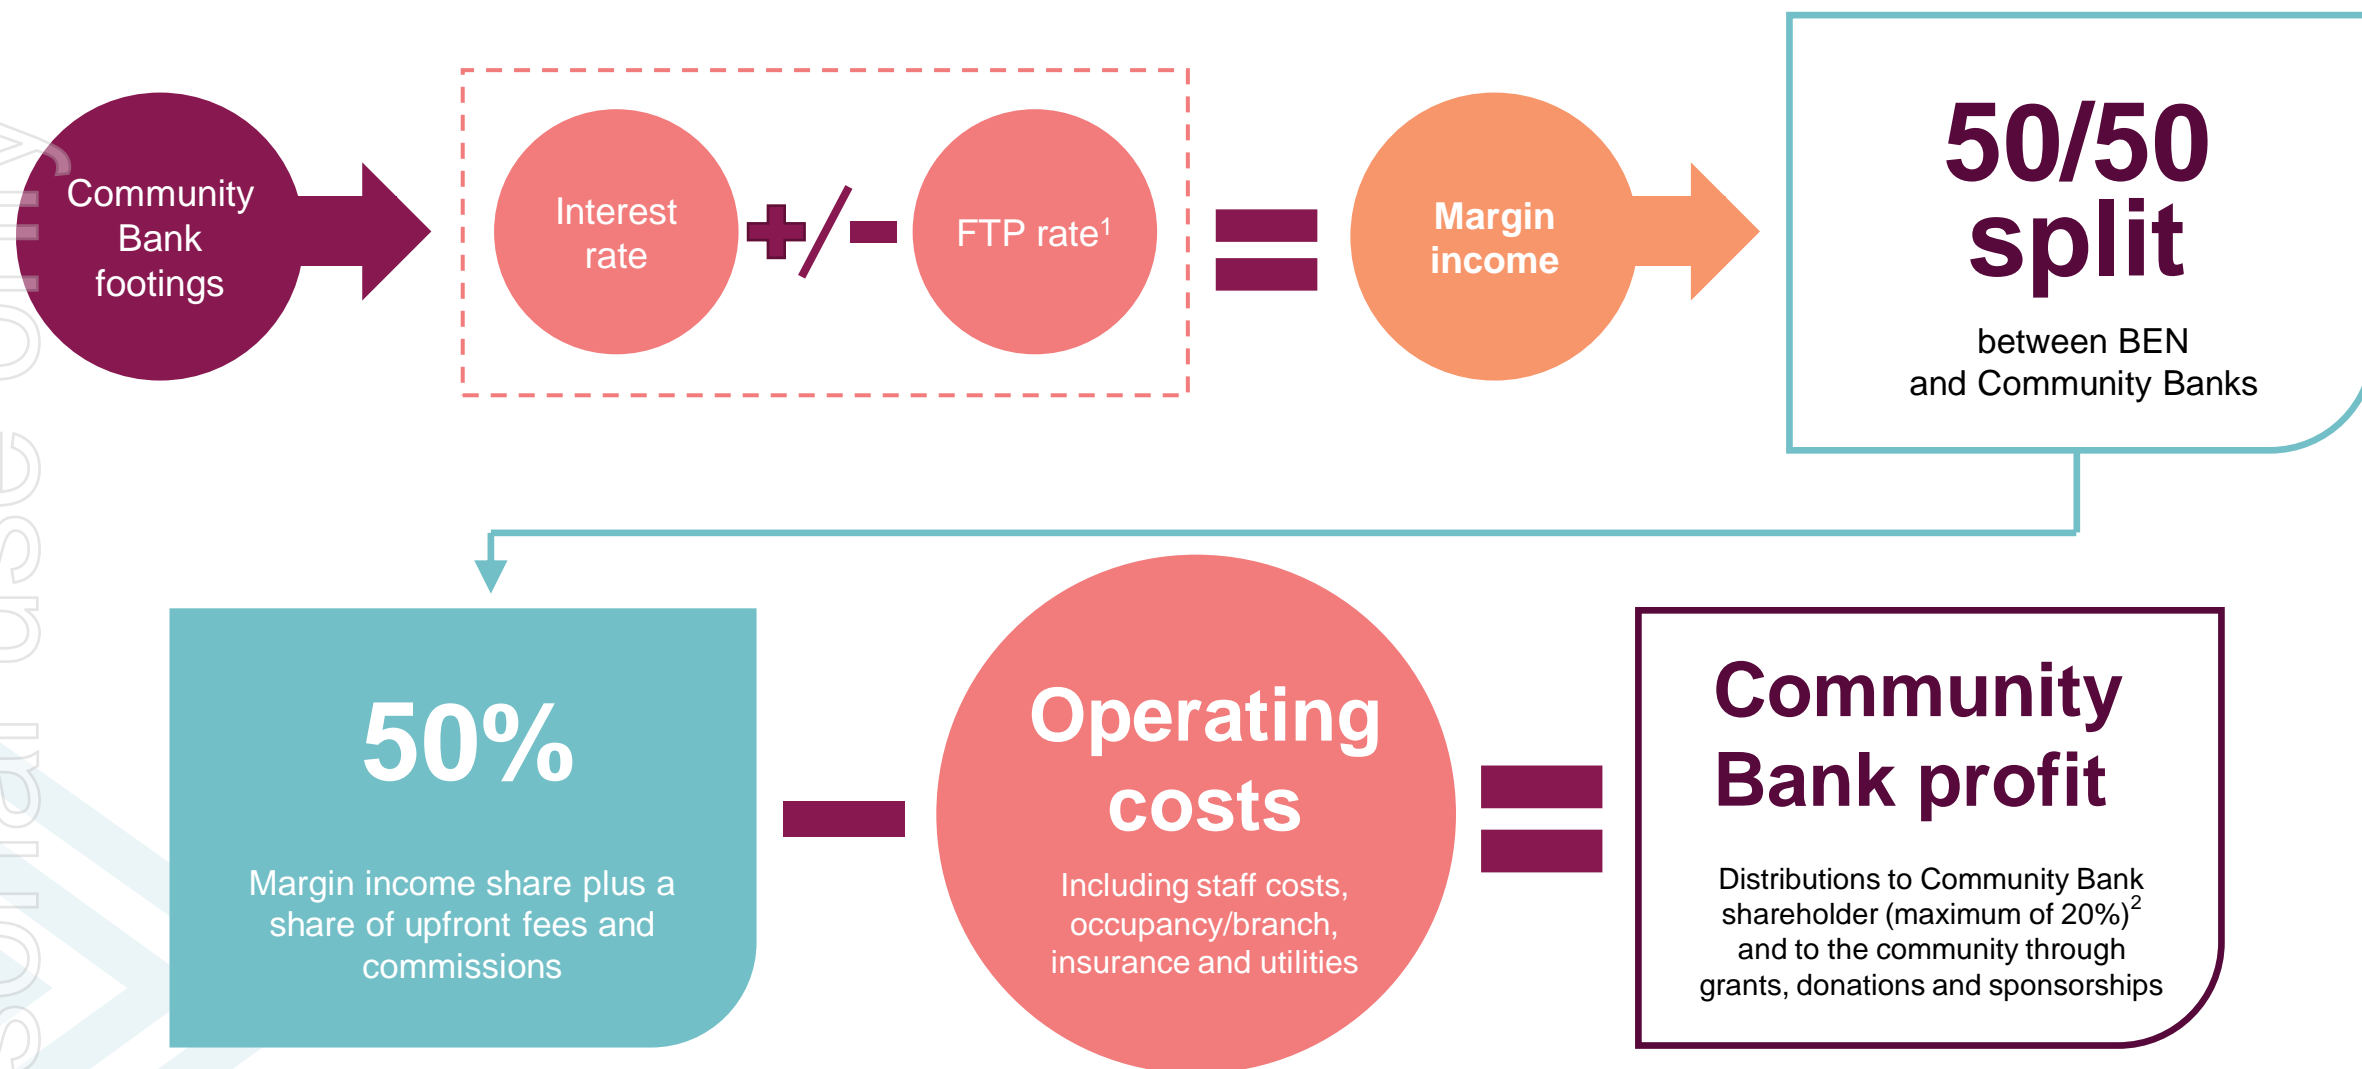 Community
Bank
footings
Interest
rate
+/-
FTP rate¹
=
Margin
income
50/50
split
between BEN
and Community Banks
50%
Margin income share plus a
share of upfront fees and
commissions
-
Operating
costs
Including staff costs,
occupancy/branch,
insurance and utilities
=
Community
Bank profit
Distributions to Community Bank
shareholder (maximum of 20%)²
and to the community through
grants, donations and sponsorships
sonal use only